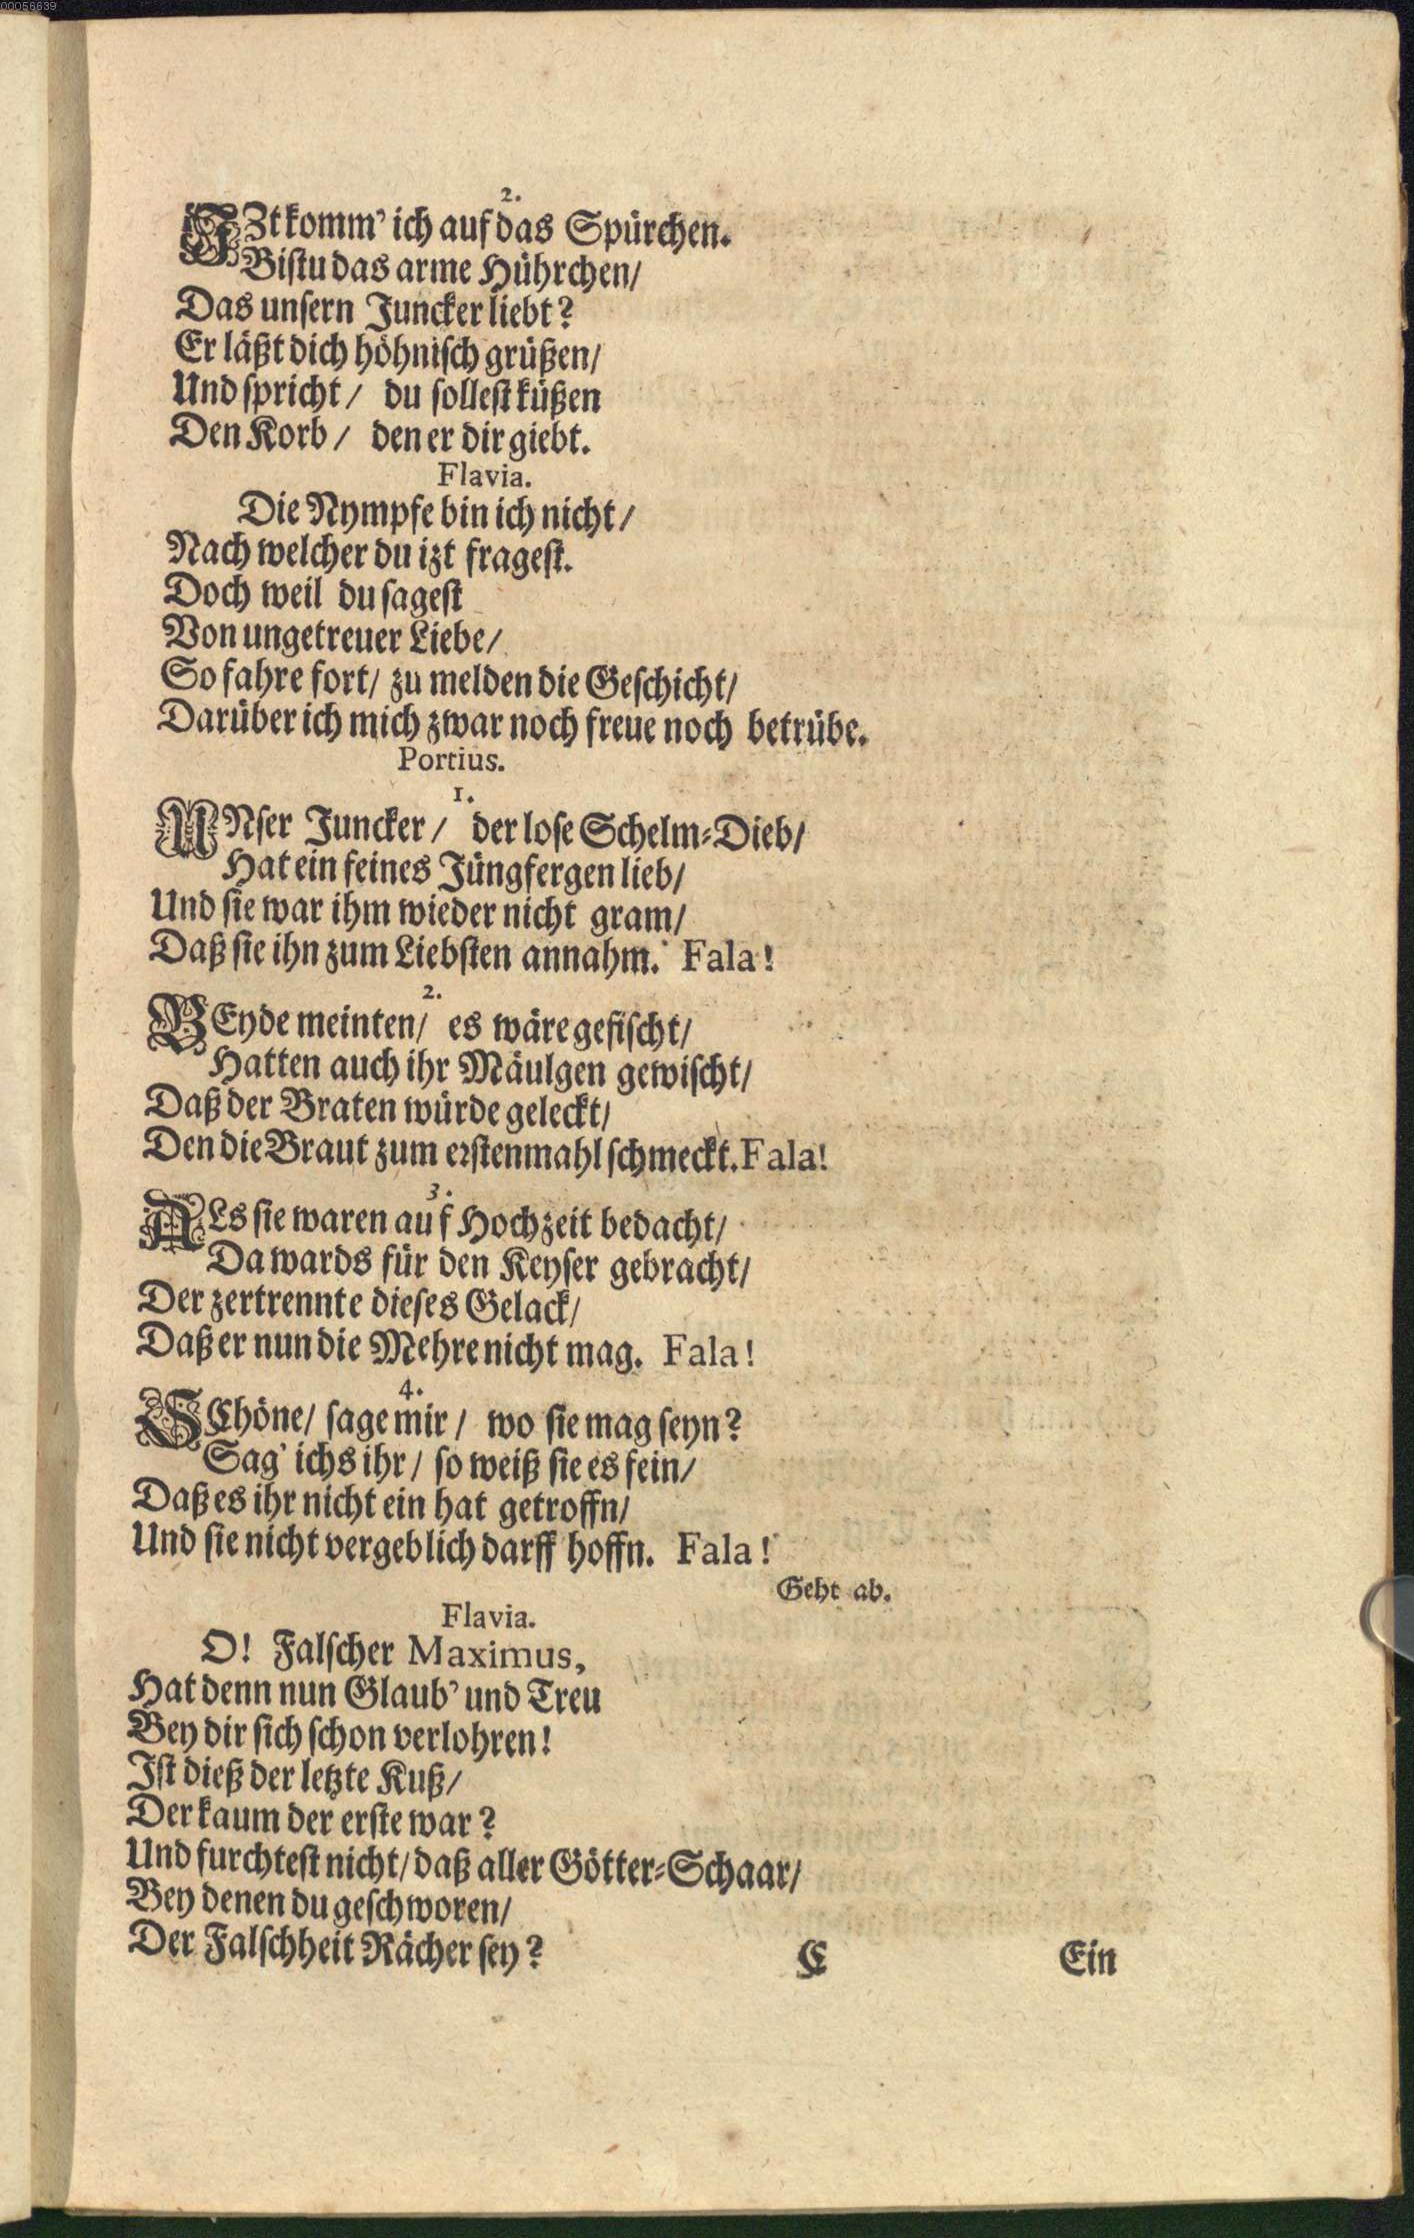 00056639
2.
IZt komm' ich auf das Spürchen.
Bistu das arme Hührchen/
Das unsern Juncker liebt?
Er läßt dich höhnisch grüßen/
Und spricht/ du sollest küßen
Den Korb/ den er dir giebt.
Flavia.
Die Nympfe bin ich nicht/
Nach welcher du izt fragest.
Doch weil du sagest
Von ungetreuer Liebe/
So fahre fort/ zu melden die Geschicht/
Darüber ich mich zwar noch freue noch betrübe.
Portius.
1.
UNser Juncker/ der lose Schelm-Dieb/
Hat ein feines Jüngfergen lieb/
Und sie war ihm wieder nicht gram/
Daß sie ihn zum Liebsten annahm. Fala!
2.
BEyde meinten/ es wäre gefischt/
Hatten auch ihr Mäulgen gewischt/
Daß der Braten würde geleckt/
Den die Braut zum erstenmahl schmeckt. Fala!
3.
ALs sie waren auf Hochzeit bedacht/
Da wards für den Keyser gebracht/
Der zertrennte dieses Gelack/
Daß er nun die Mehre nicht mag. Fala!
4.
SChöne/ sage mir/ wo sie mag seyn?
Sag' ichs ihr/ so weiß sie es fein/
Daß es ihr nicht ein hat getroffn/
Und sie nicht vergeblich darff hoffn. Fala!
Geht ab.
Flavia.
O! Falscher Maximus,
Hat denn nun Glaub' und Treu
Bey dir sich schon verlohren!
Ist dieß der letzte Kuß/
Der kaum der erste war?
Und furchtest nicht/ daß aller Götter-Schaar/
Bey denen du geschworen/
Der Falschheit Rächer sey?
C Ein